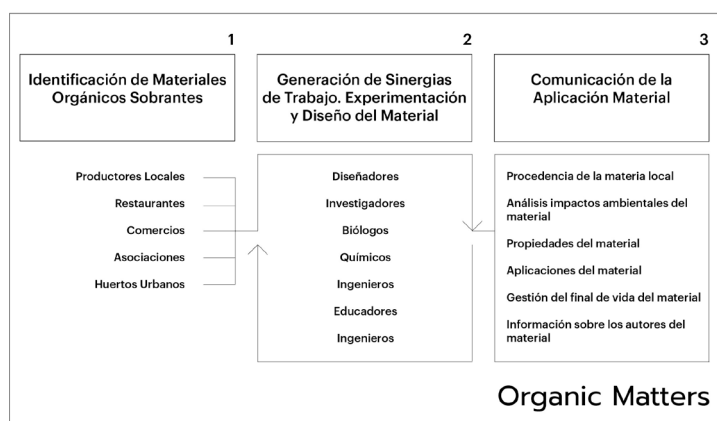 1
Identificación de Materiales
Orgánicos Sobrantes
Productores Locales
Restaurantes
Comercios
Asociaciones
Huertos Urbanos
2
Generación de Sinergias
de Trabajo. Experimentación
y Diseño del Material
Diseñadores
Investigadores
Biólogos
Químicos
Ingenieros
Educadores
Ingenieros
3
Comunicación de la
Aplicación Material
Procedencia de la materia local
Análisis impactos ambientales del
material
Propiedades del material
Aplicaciones del material
Gestión del final de vida del material
Información sobre los autores del
material
Organic Matters